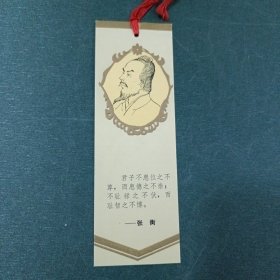 君子不患位之不
尊，而患德之不崇；
不耻禄之不伙，而
耻智之不博。
——张衡